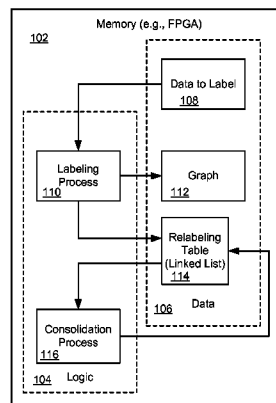 Memory (e.g., FPGA)
102
Data to Label
108
Labeling
Process
110
Graph
112
Relabeling
Table
(Linked List)
114
106
Data
Consolidation
Process
116
104
Logic